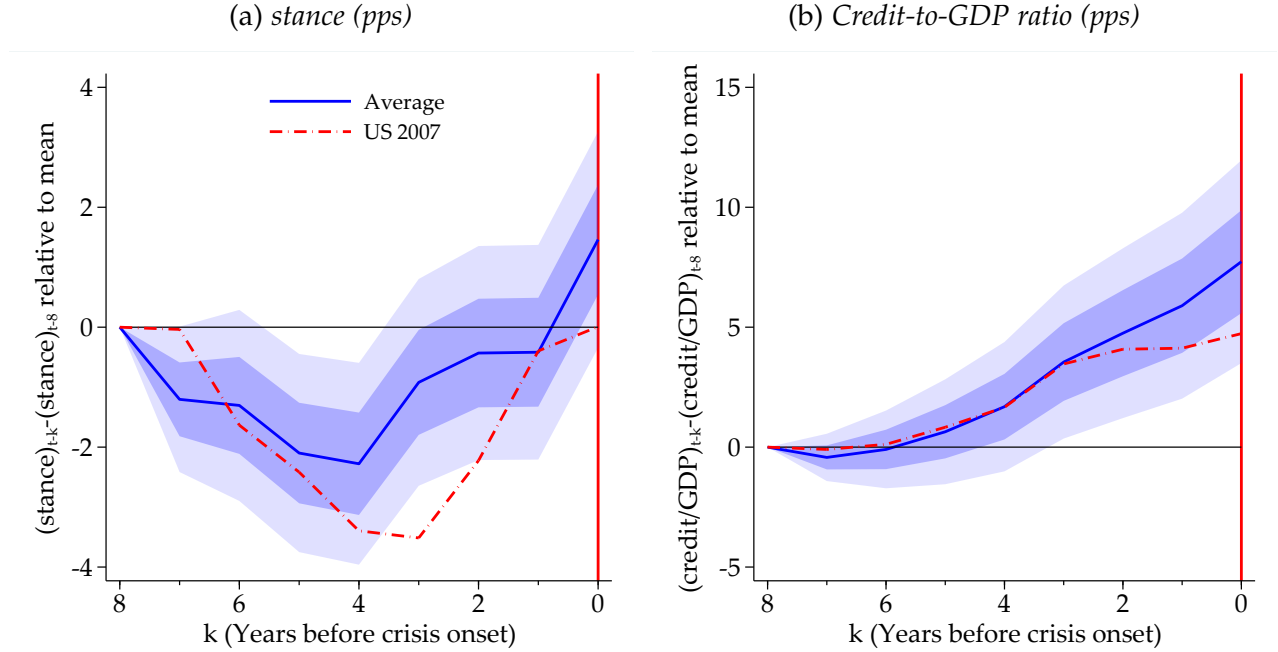 (a) stance (pps)
(stance)t-k-(stance)t-8 relative to mean
4
2
0
-2
-4
Average
US 2007
8
6
4
2
0
k (Years before crisis onset)
(b) Credit-to-GDP ratio (pps)
(credit/GDP)t-k-(credit/GDP)t-8 relative to mean
15
10
5
0
-5
8
6
4
2
0
k (Years before crisis onset)